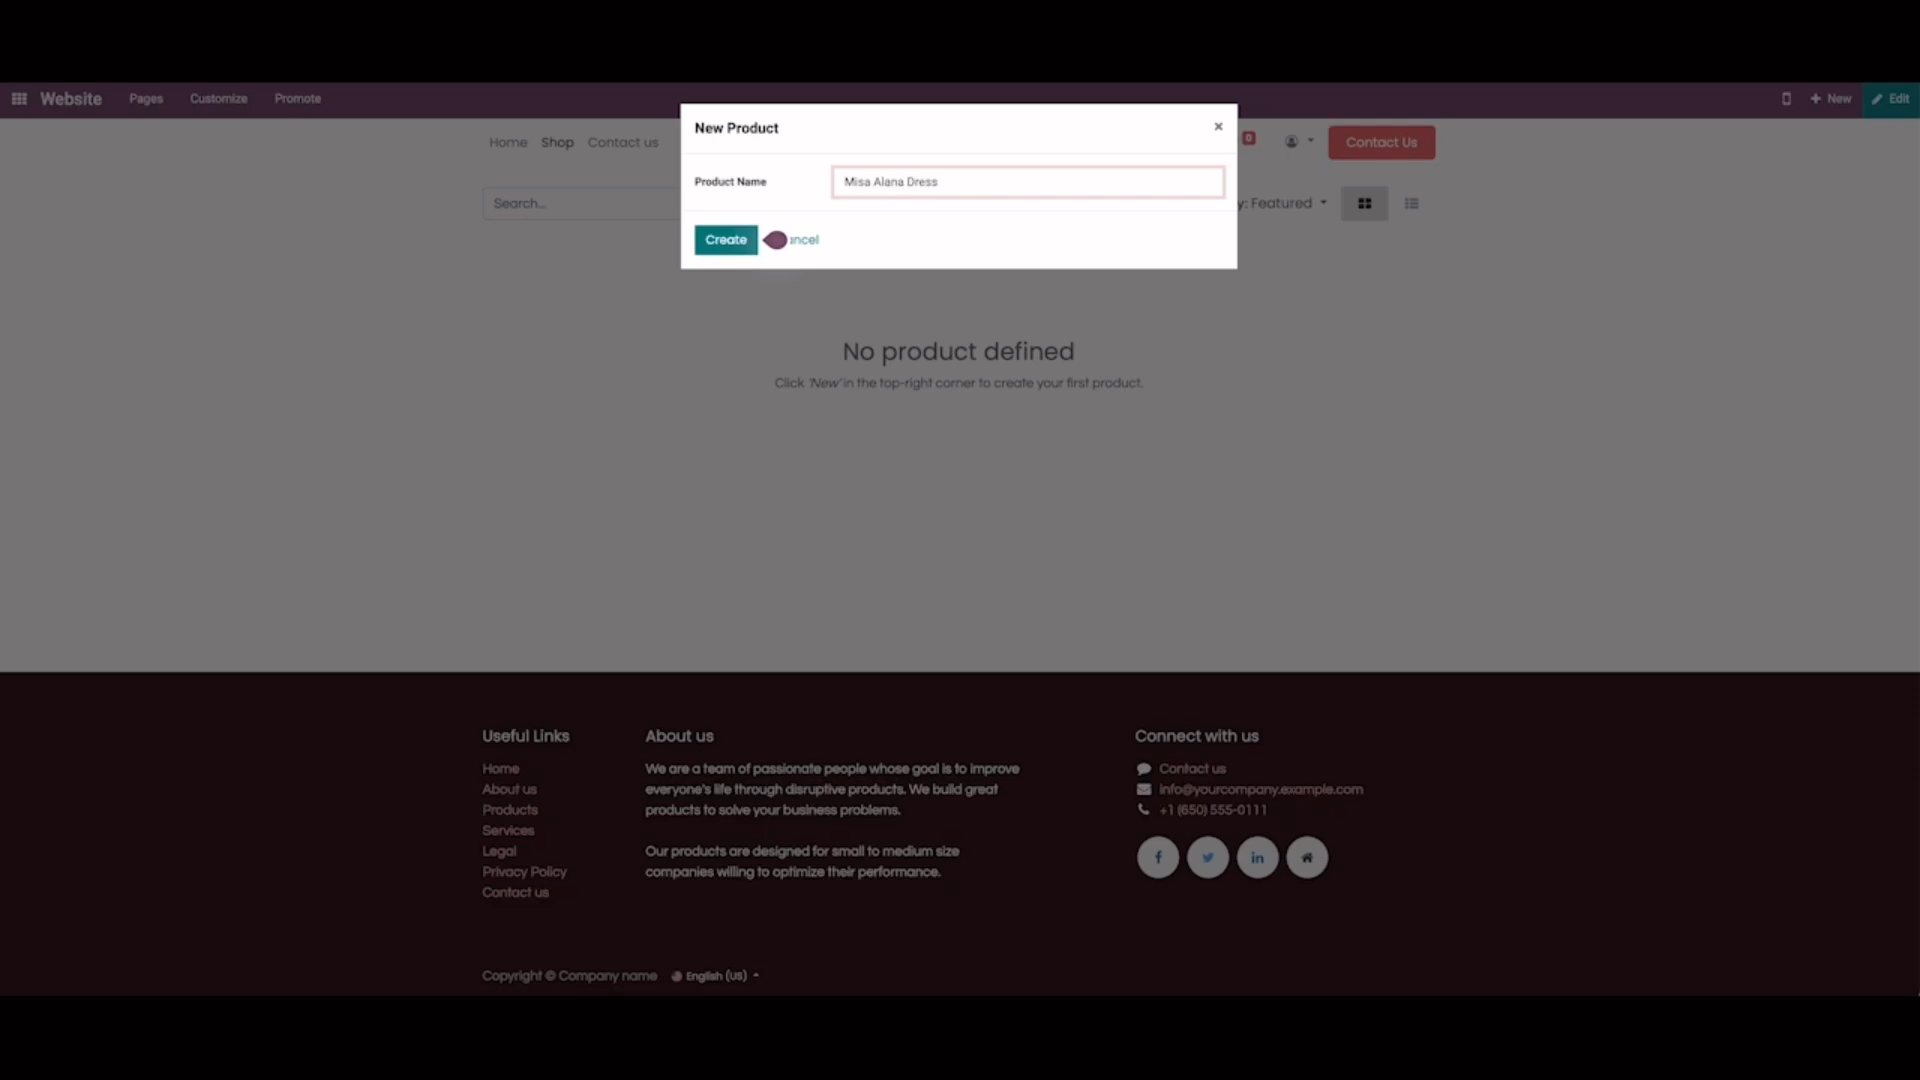 Website Pages Customize Promote New Edit
New Product ×
Home Shop Contact us 0 Contact Us
Product Name Misa Alana Dress
Search... y: Featured
Create ncel
No product defined
Click 'New' in the top-right corner to create your first product.
Useful Links
Home
About us
Products
Services
Legal
Privacy Policy
Contact us
About us
We are a team of passionate people whose goal is to improve
everyone's life through disruptive products. We build great
products to solve your business problems.
Our products are designed for small to medium size
companies willing to optimize their performance.
Connect with us
Contact us
info@yourcompany.example.com
+1 (650) 555-0111
Copyright © Company name English (US)